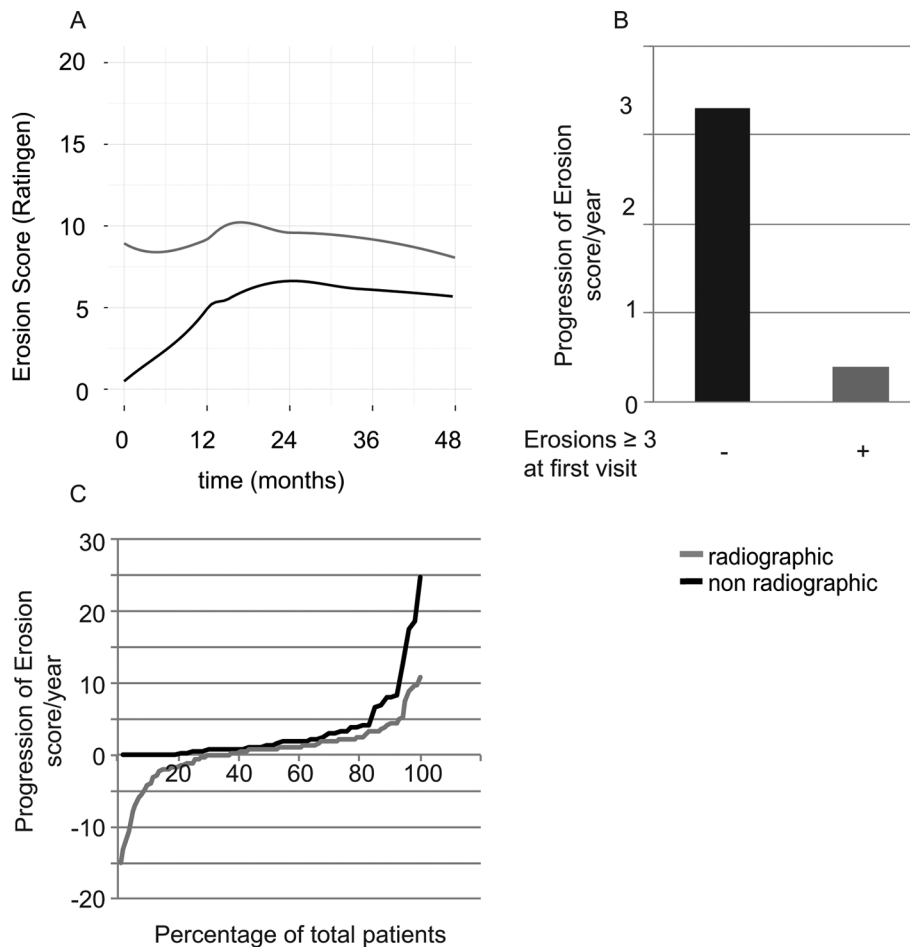 A
Erosion Score (Ratingen)
20
15
10
5
0
0 12 24 36 48
time (months)
B
Progression of Erosion
score/year
3
2
1
0
Erosions ≥ 3
at first visit
- +
C
Progression of Erosion
score/year
30
20
10
0
-10
-20
20 40 60 80 100
Percentage of total patients
radiographic
non radiographic